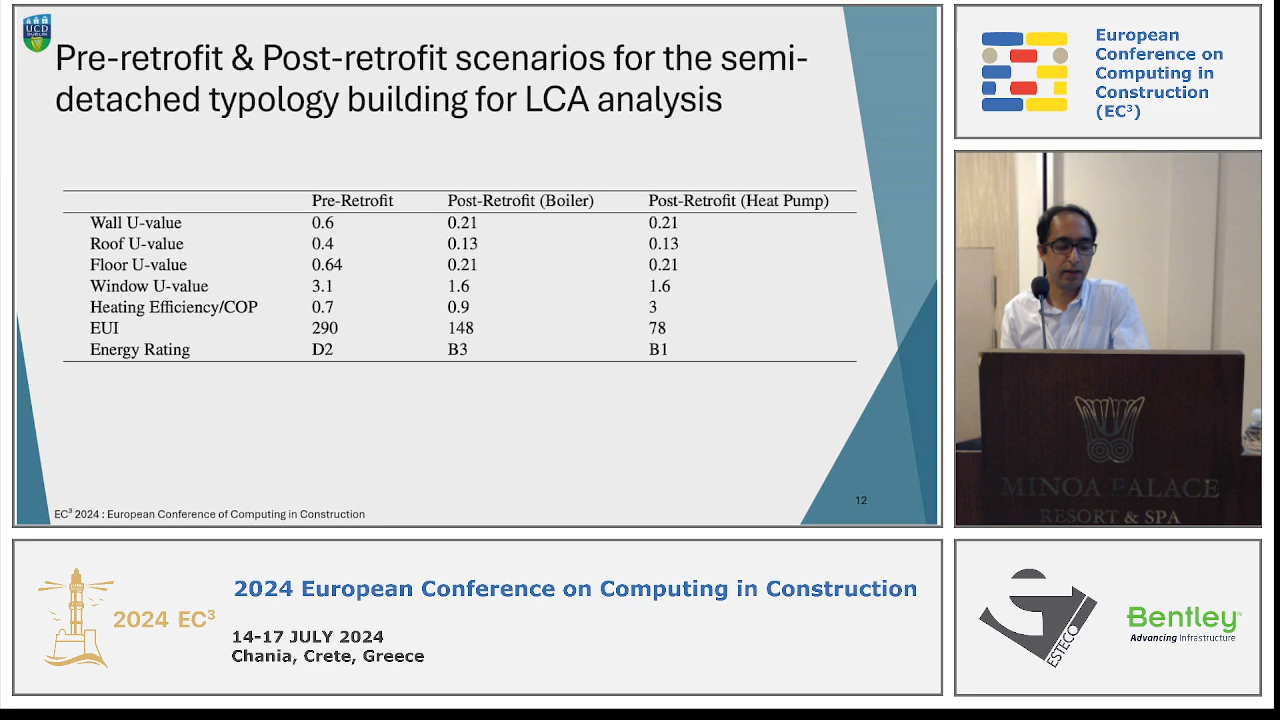 UCD
DUBLIN
Pre-retrofit & Post-retrofit scenarios for the semi-
detached typology building for LCA analysis
Pre-Retrofit Post-Retrofit (Boiler) Post-Retrofit (Heat Pump)
Wall U-value 0.6 0.21 0.21
Roof U-value 0.4 0.13 0.13
Floor U-value 0.64 0.21 0.21
Window U-value 3.1 1.6 1.6
Heating Efficiency/COP 0.7 0.9 3
EUI 290 148 78
Energy Rating D2 B3 B1
12
EC³ 2024 : European Conference of Computing in Construction
European
Conference on
Computing in
Construction
(EC³)
MINOA PALACE
RESORT & SPA
2024 EC³
2024 European Conference on Computing in Construction
14-17 JULY 2024
Chania, Crete, Greece
ESTECO
Bentley
Advancing Infrastructure